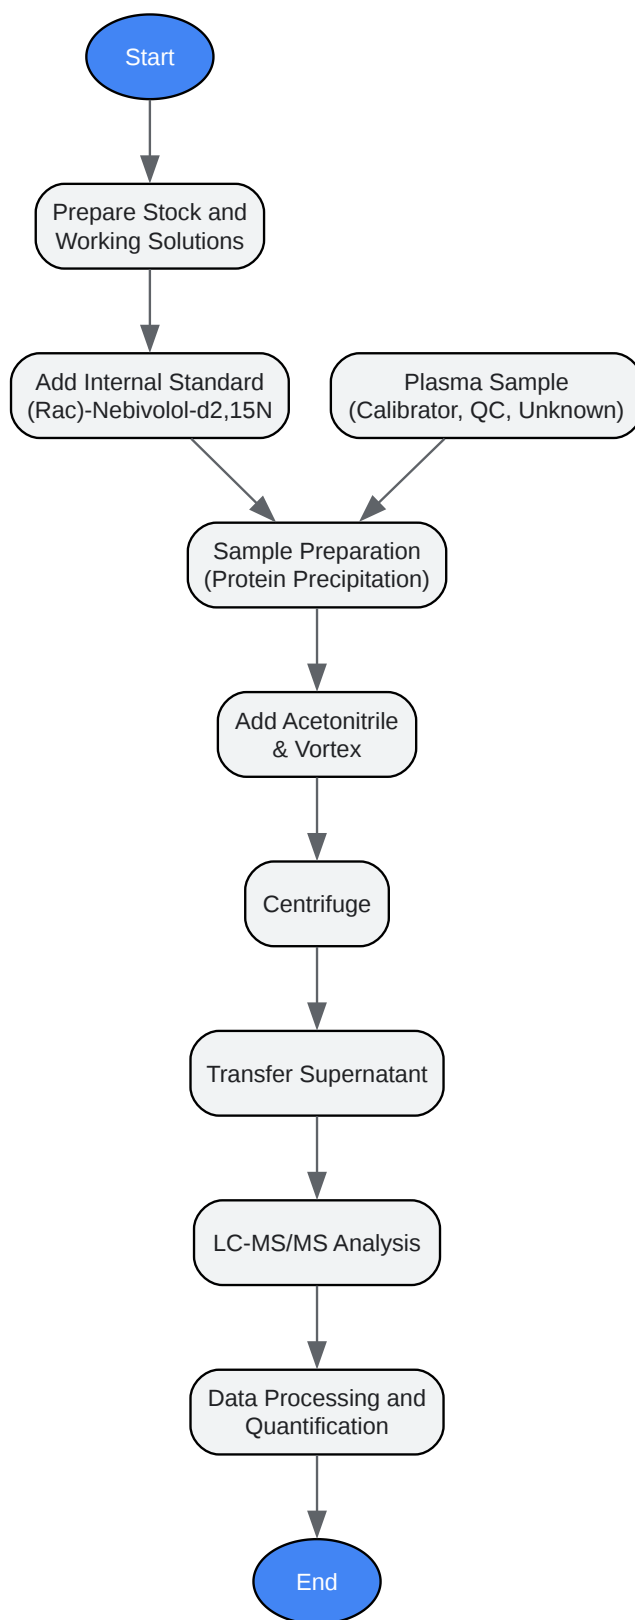 Start
Prepare Stock and
Working Solutions
Add Internal Standard
(Rac)-Nebivolol-d2,15N
Plasma Sample
(Calibrator, QC, Unknown)
Sample Preparation
(Protein Precipitation)
Add Acetonitrile
& Vortex
Centrifuge
Transfer Supernatant
LC-MS/MS Analysis
Data Processing and
Quantification
End